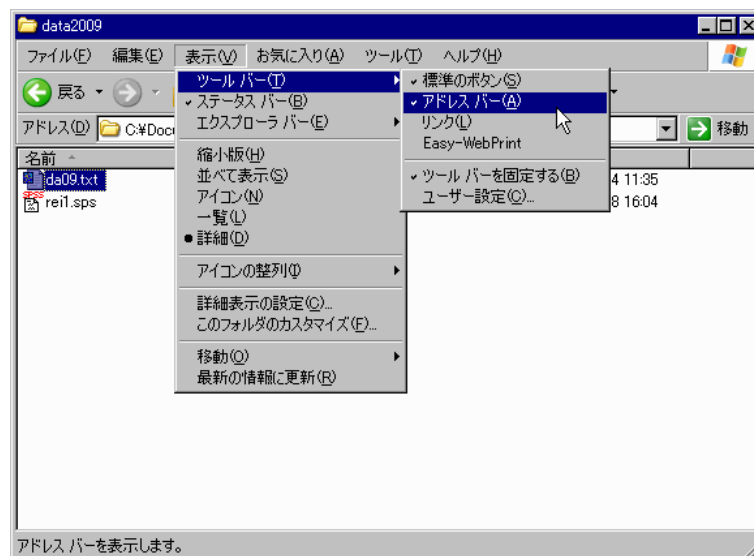 data2009
ファイル(F) 編集(E) 表示(V) お気に入り(A) ツール(T) ヘルプ(H)
戻る
アドレス(D) C:¥Docu 移動
名前
da09.txt 4 11:35
SPSS
rei1.sps 8 16:04
ツール バー(T)
ステータス バー(B)
エクスプローラ バー(E)
縮小版(H)
並べて表示(S)
アイコン(N)
一覧(L)
詳細(D)
アイコンの整列(I)
詳細表示の設定(C)...
このフォルダのカスタマイズ(F)...
移動(O)
最新の情報に更新(R)
標準のボタン(S)
アドレス バー(A)
リンク(L)
Easy-WebPrint
ツール バーを固定する(B)
ユーザー設定(C)...
アドレス バーを表示します。